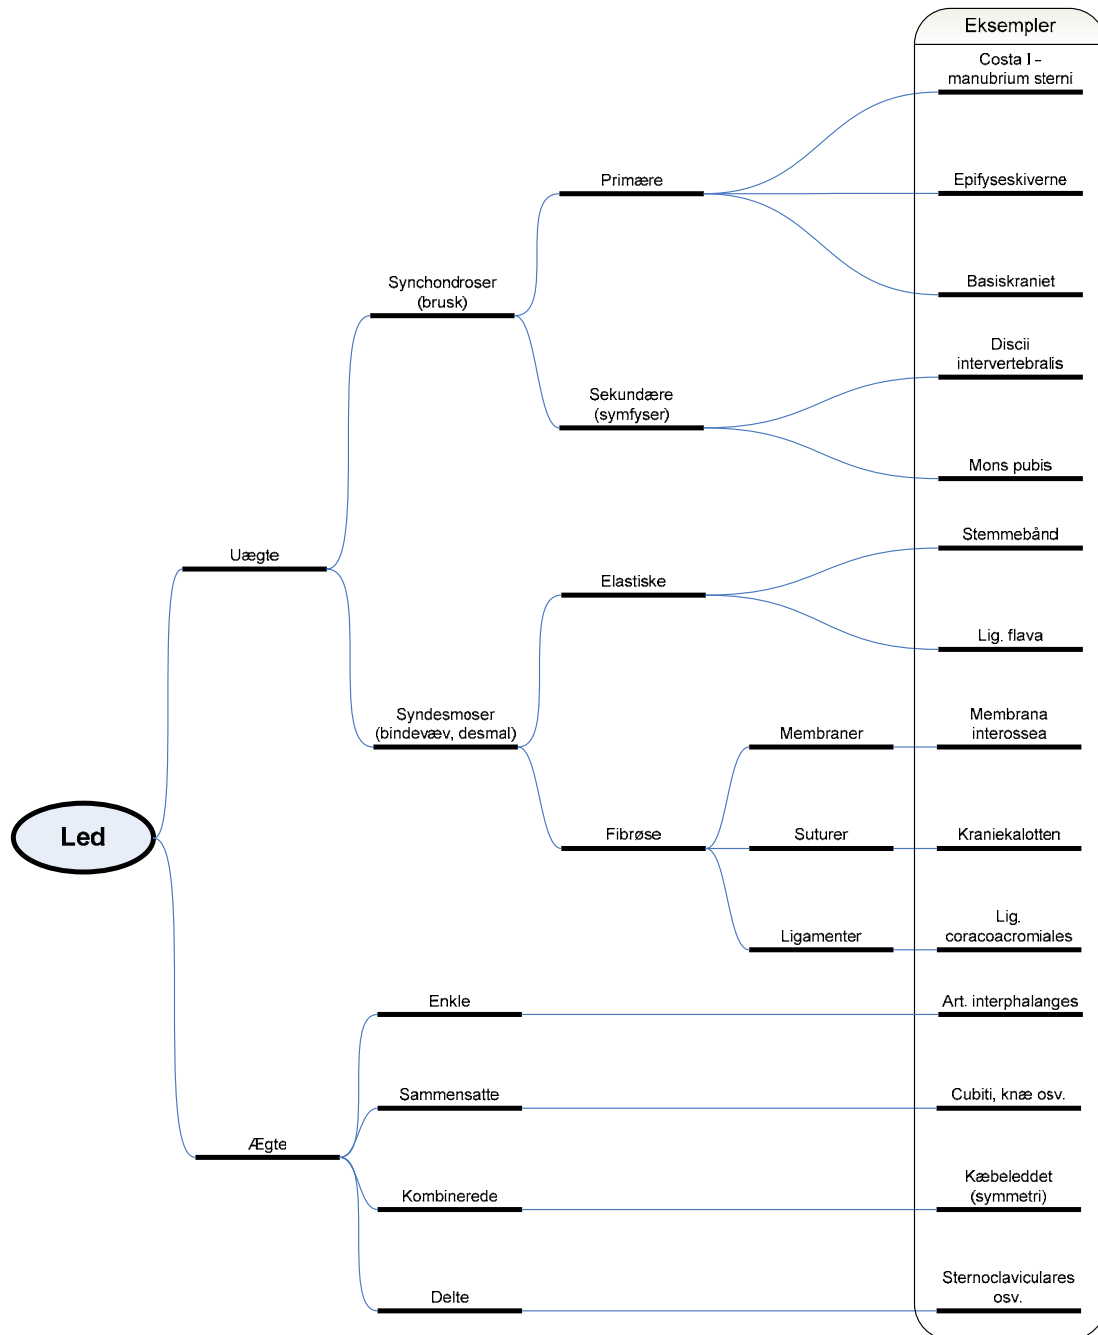 Eksempler
Costa I –
manubrium sterni
Primære
Epifyseskiverne
Synchondroser
(brusk)
Basiskraniet
Discii
intervertebralis
Sekundære
(symfyser)
Mons pubis
Uægte
Stemmebånd
Elastiske
Lig. flava
Syndesmoser
(bindevæv, desmal)
Membraner
Membrana
interossea
Led
Fibrøse
Suturer
Kraniekalotten
Ligamenter
Lig.
coracoacromiales
Enkle
Art. interphalanges
Sammensatte
Cubiti, knæ osv.
Ægte
Kombinerede
Kæbeleddet
(symmetri)
Delte
Sternoclaviculares
osv.